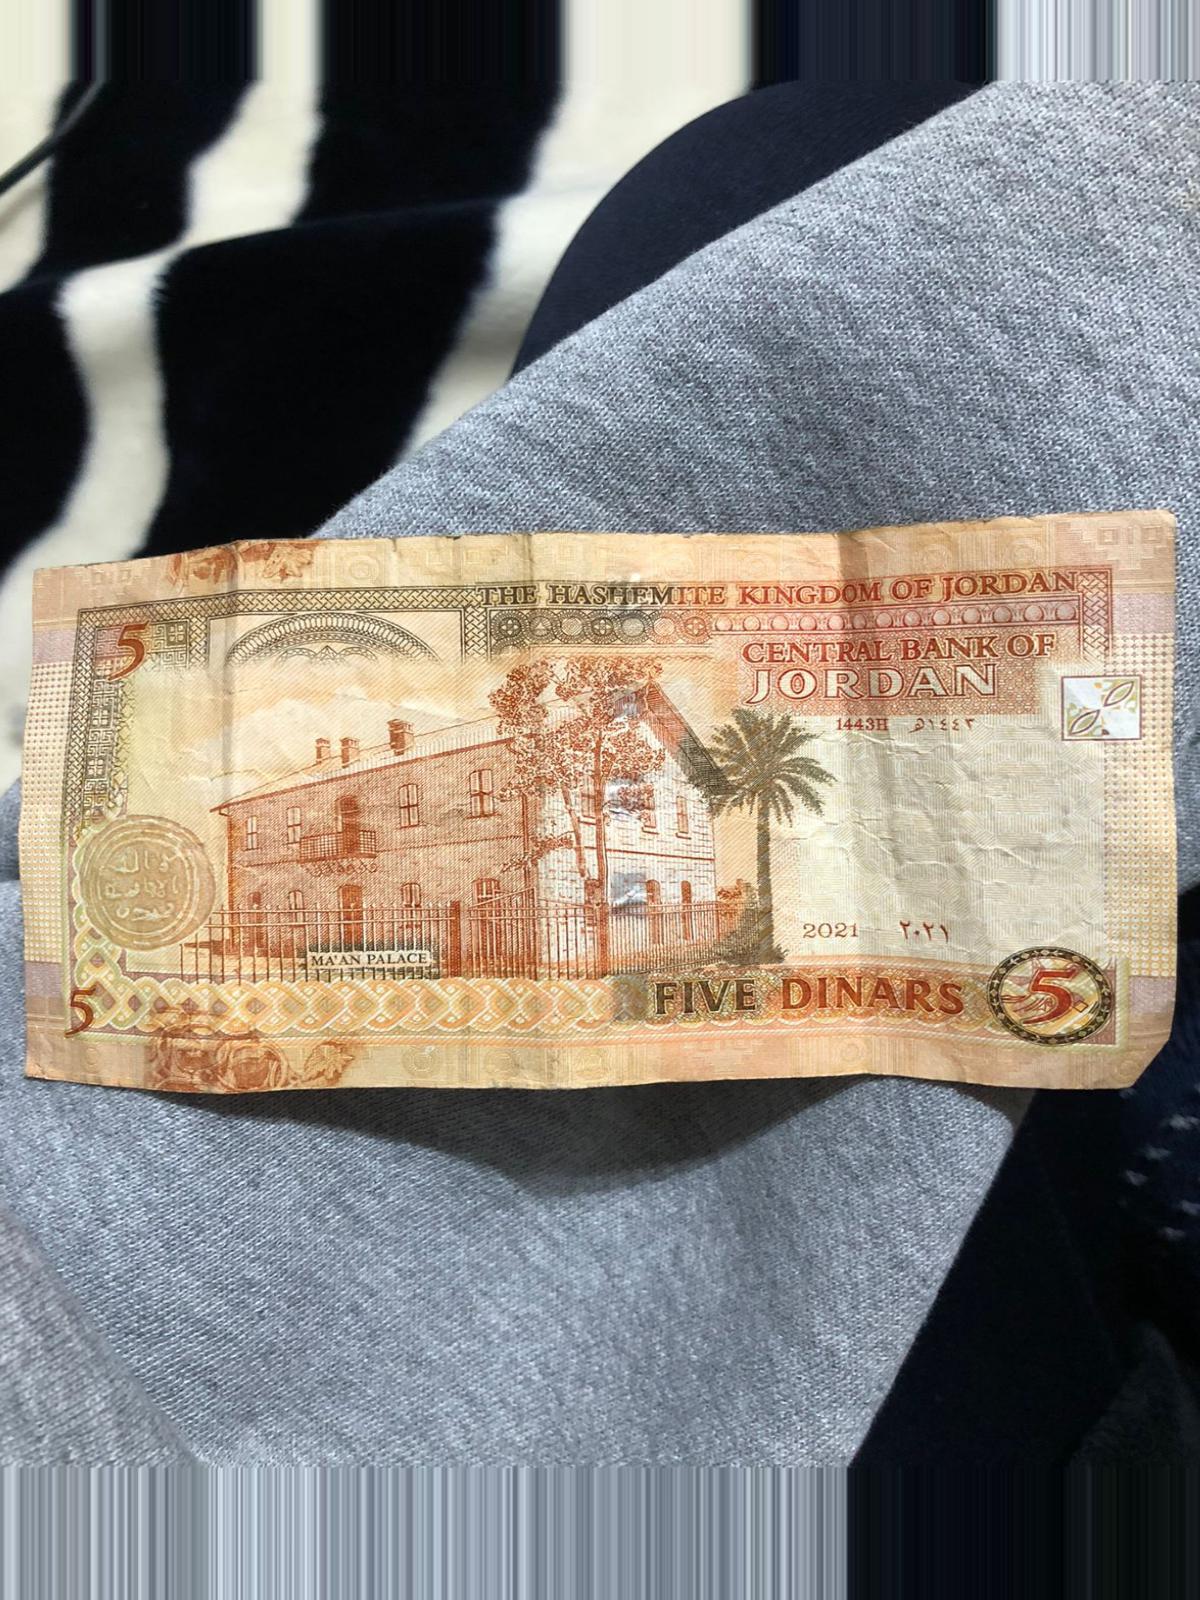 THE HASHEMITE KINGDOM OF JORDAN
5
CENTRAL BANK OF
JORDAN
1443H ١٤٤٣هـ
2021 ٢٠٢١
MA'AN PALACE
5
FIVE DINARS
5